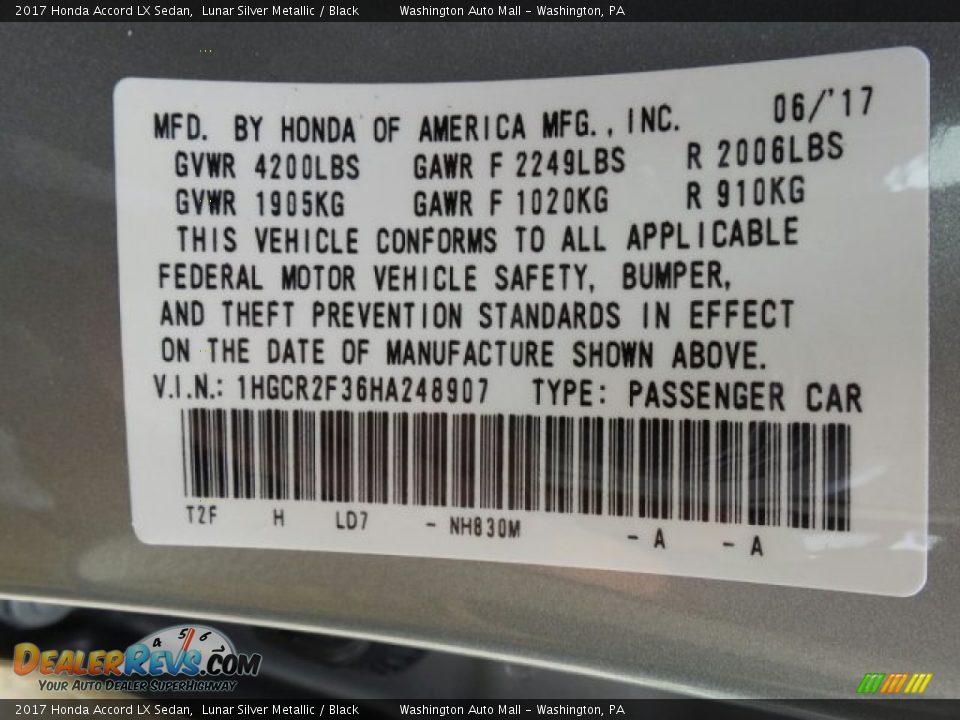 2017 Honda Accord LX Sedan, Lunar Silver Metallic / Black Washington Auto Mall - Washington, PA
MFD. BY HONDA OF AMERICA MFG., INC. 06/'17
GVWR 4200LBS GAWR F 2249LBS R 2006LBS
GVWR 1905KG GAWR F 1020KG R 910KG
THIS VEHICLE CONFORMS TO ALL APPLICABLE
FEDERAL MOTOR VEHICLE SAFETY, BUMPER,
AND THEFT PREVENTION STANDARDS IN EFFECT
ON THE DATE OF MANUFACTURE SHOWN ABOVE.
V.I.N.: 1HGCR2F36HA248907 TYPE: PASSENGER CAR
T2F H LD7 - NH830M - A - A
4 5 6
DEALERREVS.COM
YOUR AUTO DEALER SUPERHIGHWAY
2017 Honda Accord LX Sedan, Lunar Silver Metallic / Black Washington Auto Mall - Washington, PA